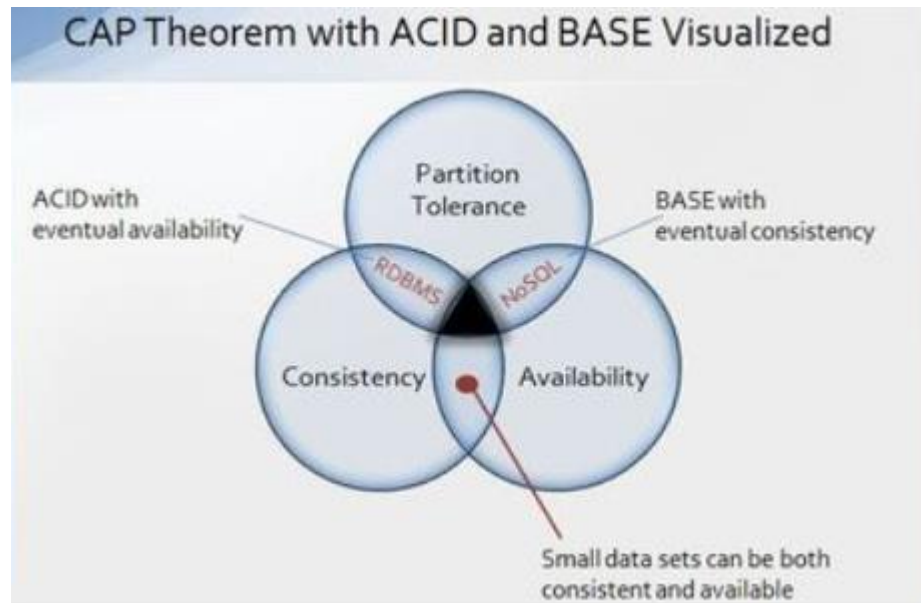 CAP Theorem with ACID and BASE Visualized
Partition
Tolerance
ACID with
eventual availability
BASE with
eventual consistency
RDBMS
NoSQL
Consistency
Availability
Small data sets can be both
consistent and available